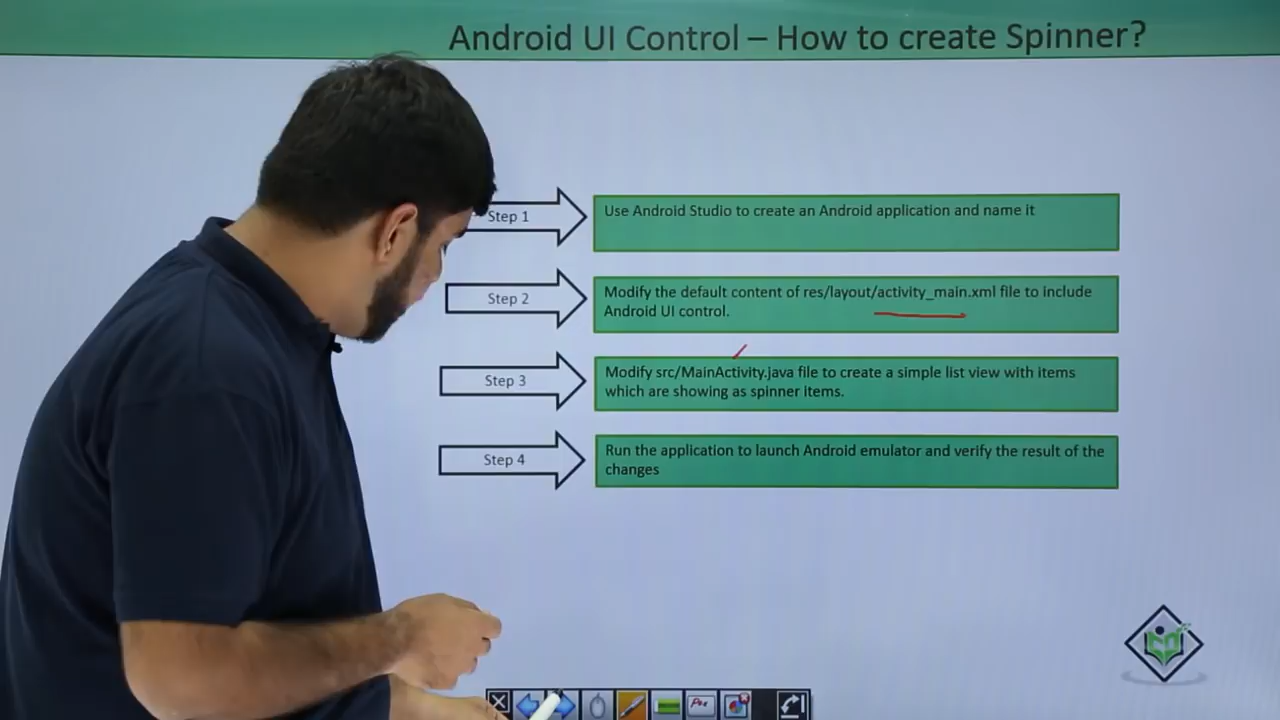 Android UI Control – How to create Spinner?
Step 1
Use Android Studio to create an Android application and name it
Step 2
Modify the default content of res/layout/activity_main.xml file to include
Android UI control.
Step 3
Modify src/MainActivity.java file to create a simple list view with items
which are showing as spinner items.
Step 4
Run the application to launch Android emulator and verify the result of the
changes
Pen